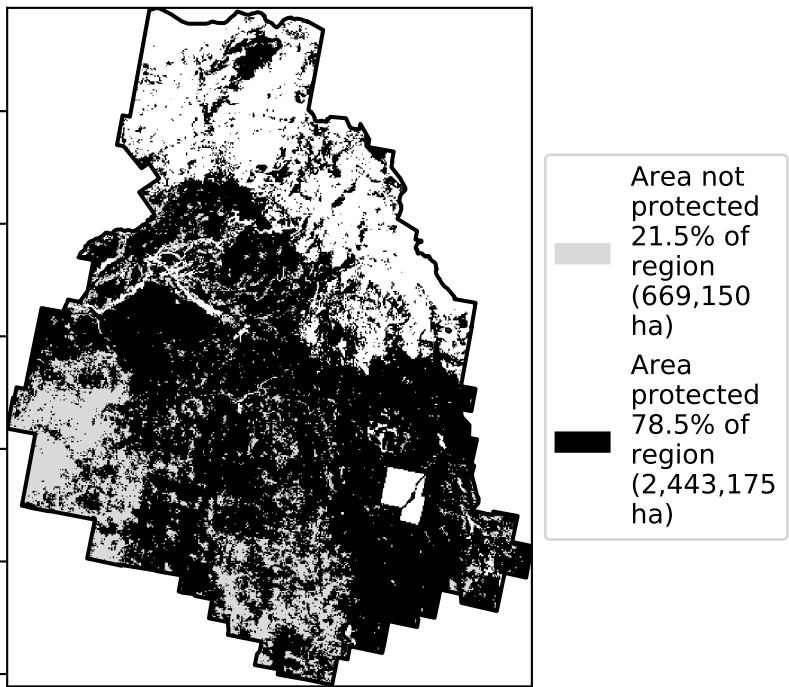 Area not
protected
21.5% of
region
(669,150
ha)
Area
protected
78.5% of
region
(2,443,175
ha)